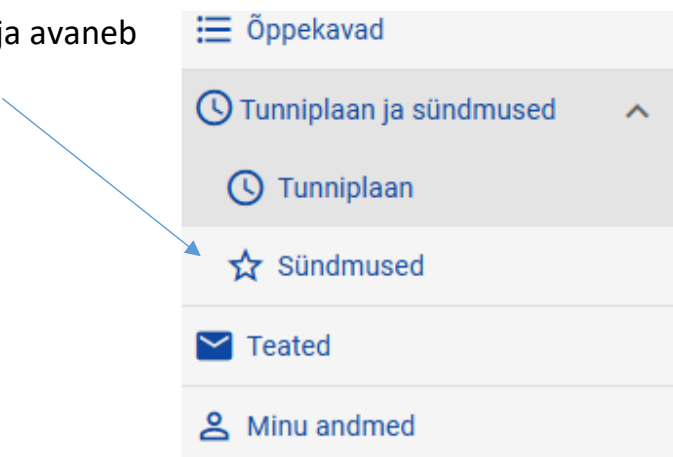 ja avaneb
Õppekavad
Tunniplaan ja sündmused
Tunniplaan
Sündmused
Teated
Minu andmed